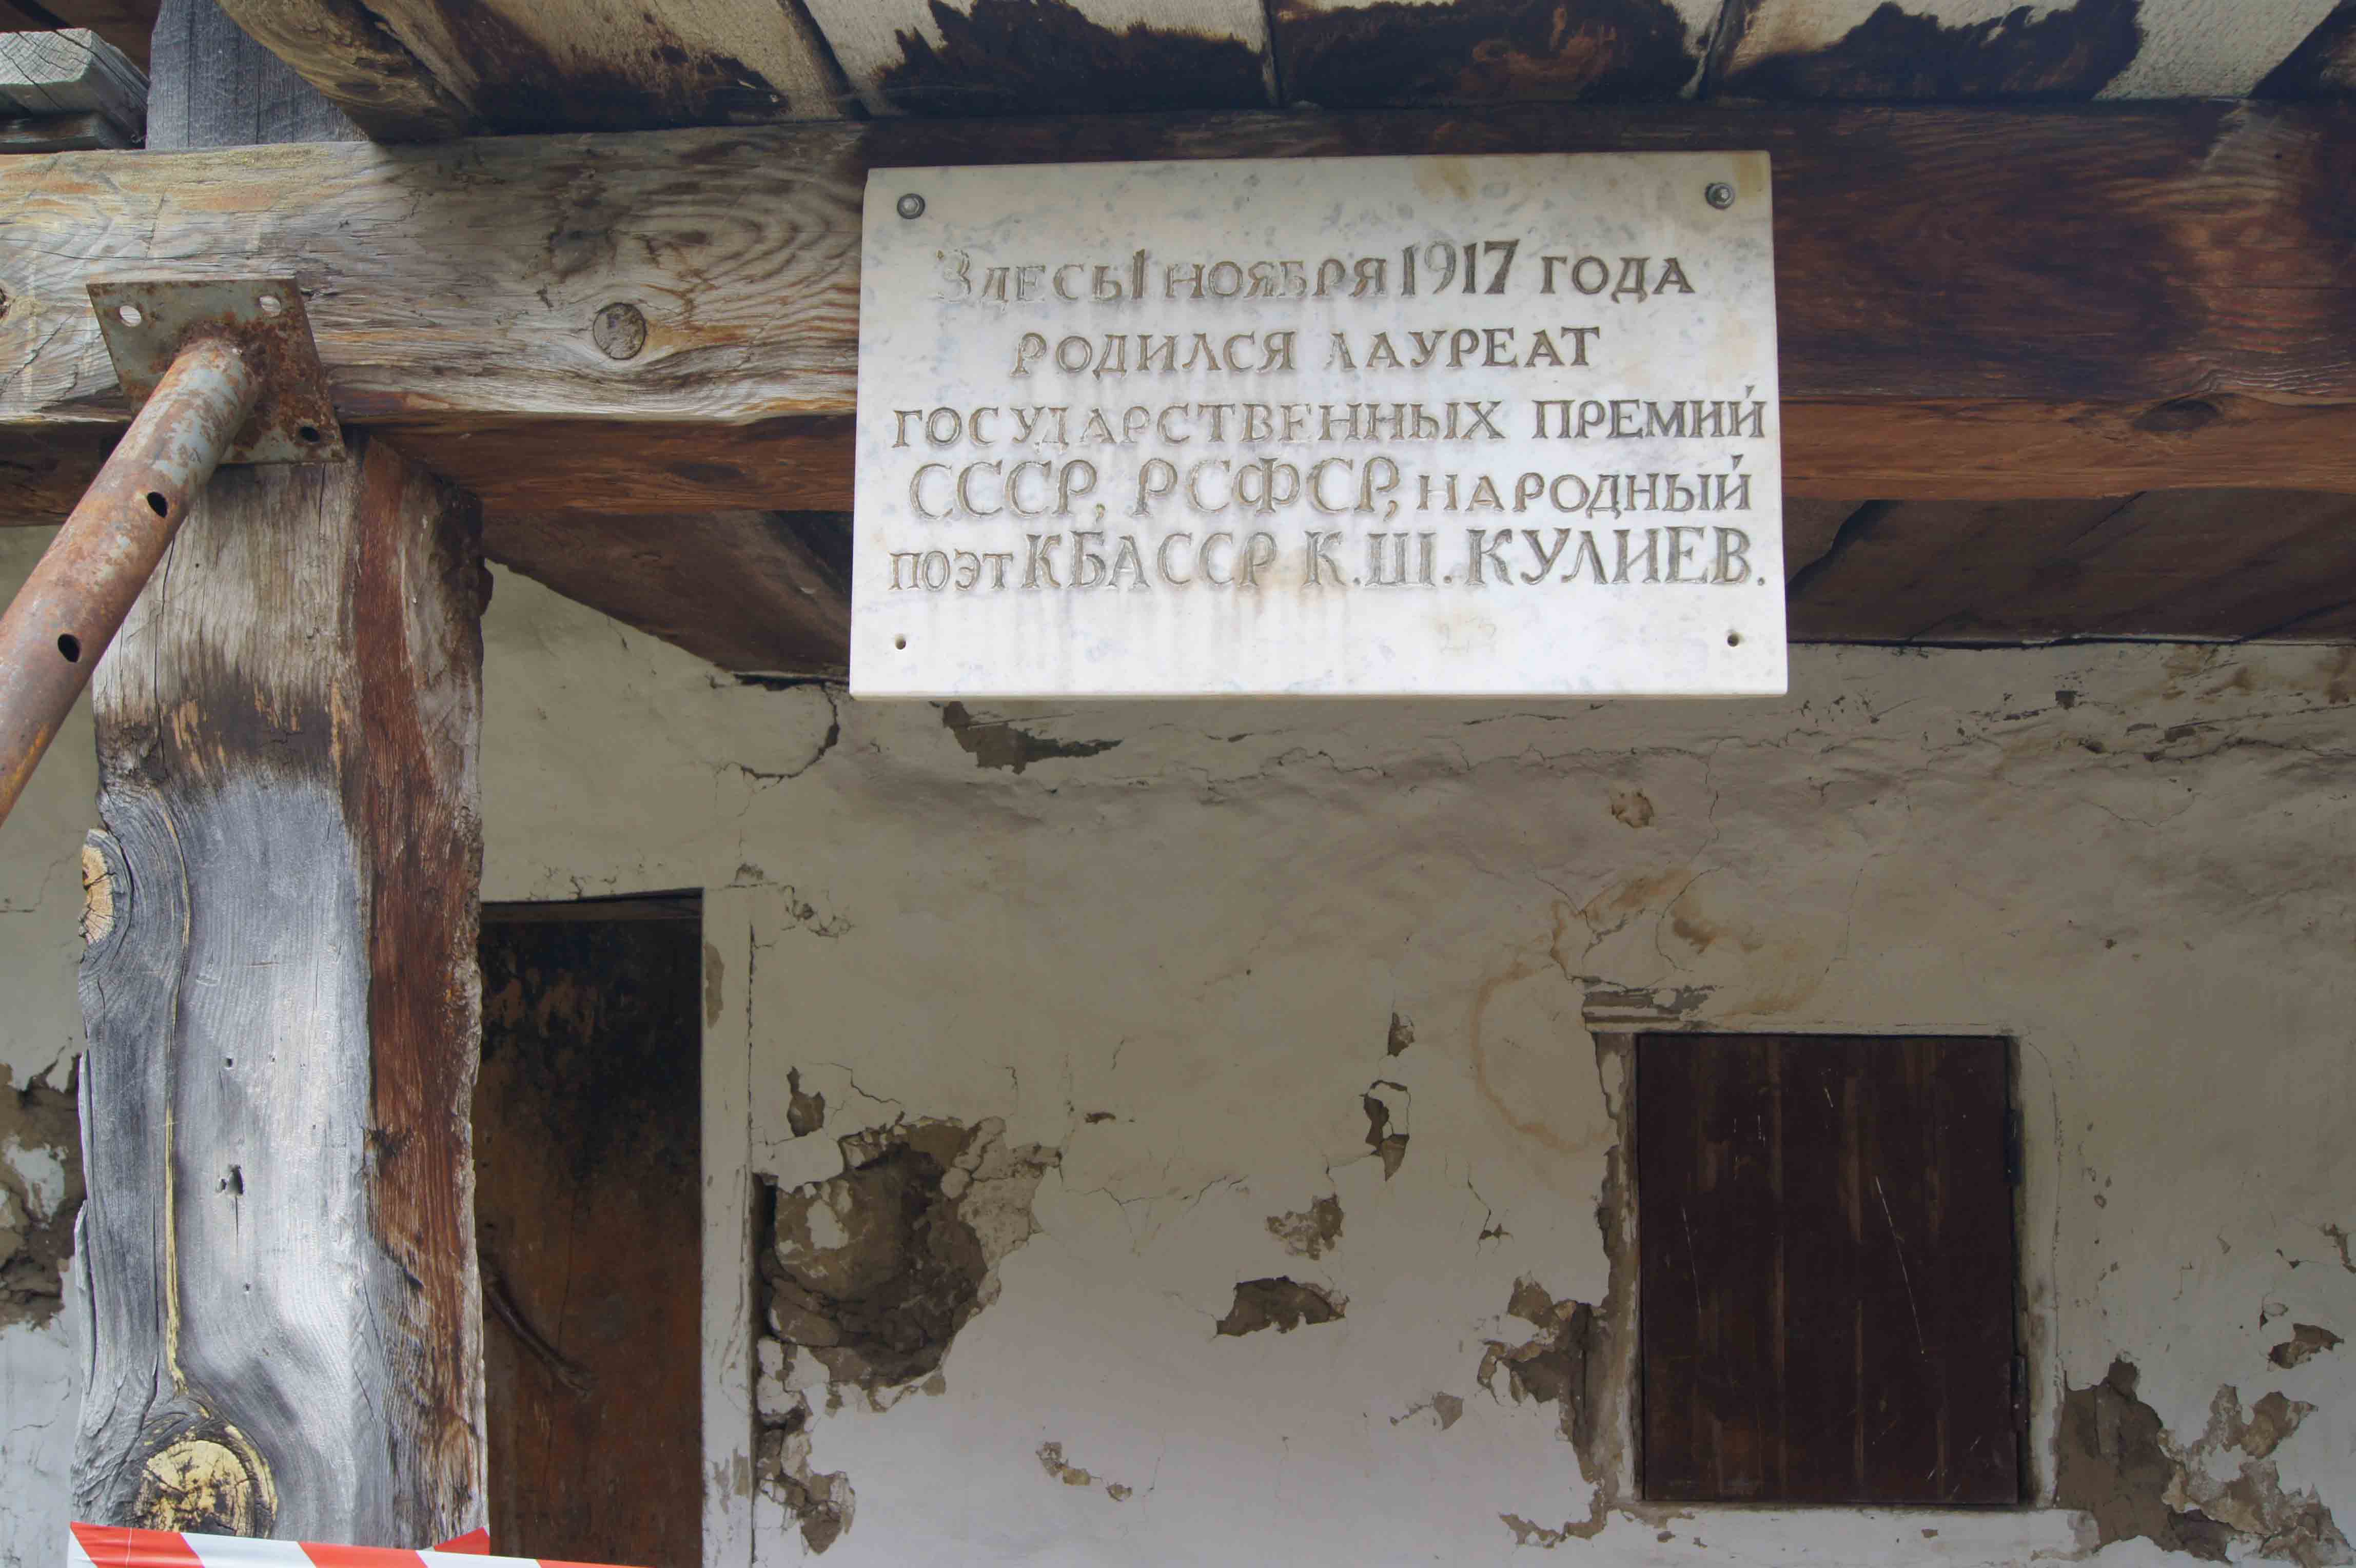 Здесь 1 ноября 1917 года
родился лауреат
государственных премий
СССР, РСФСР, народный
поэт КБАССР К.Ш. КУЛИЕВ.